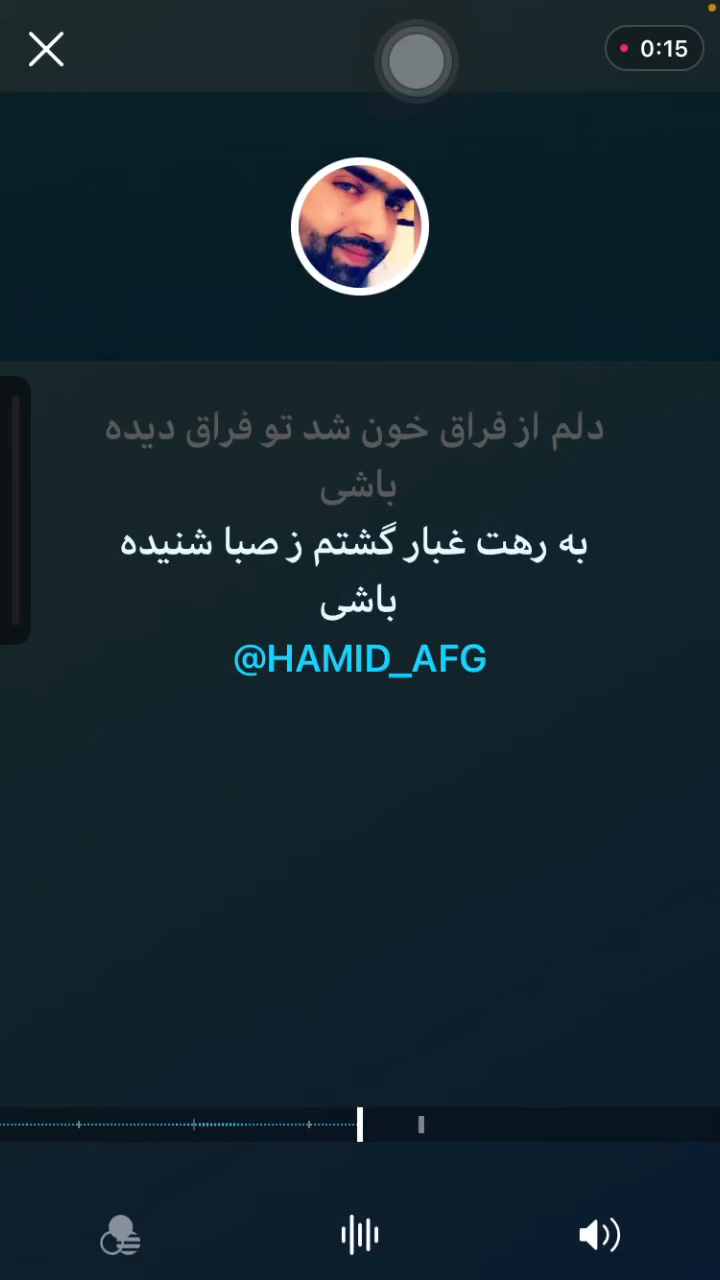 0:15
دلم از فراق خون شد تو فراق دیده
باشی
به رهت غبار گشتم ز صبا شنیده
باشی
@HAMID_AFG